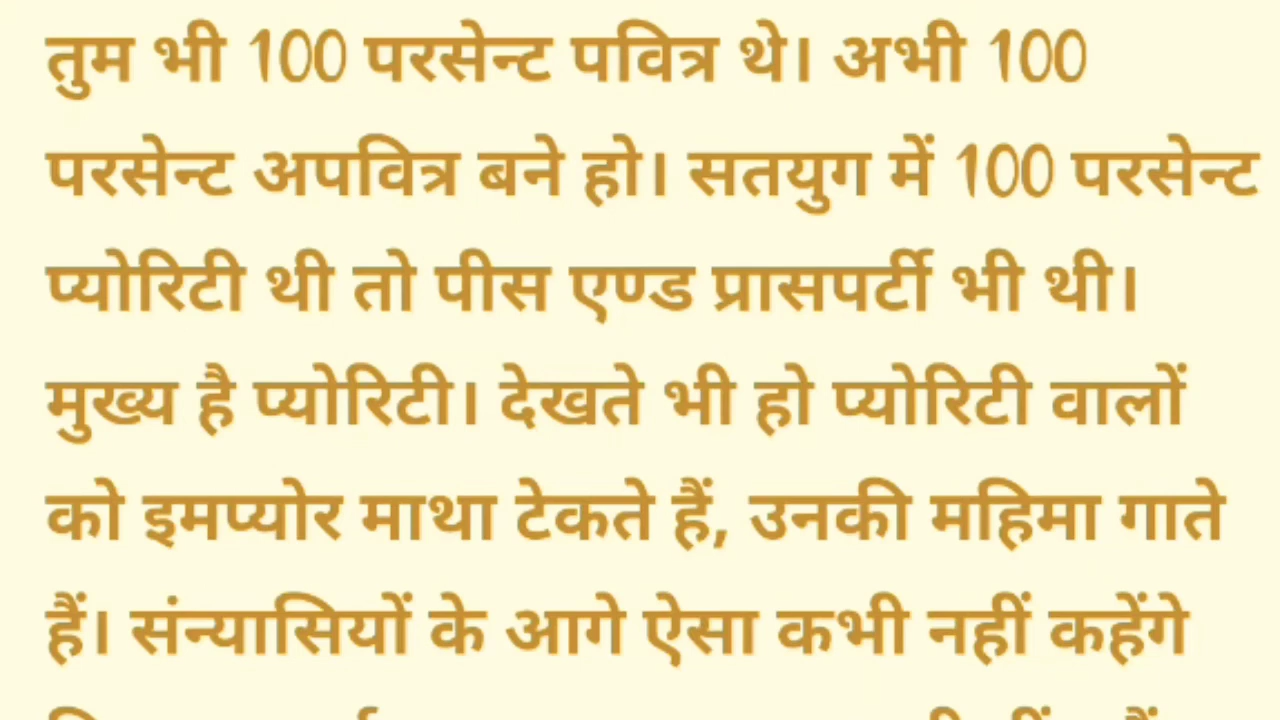 तुम भी 100 परसेन्ट पवित्र थे। अभी 100
परसेन्ट अपवित्र बने हो। सतयुग में 100 परसेन्ट
प्योरिटी थी तो पीस एण्ड प्रासपर्टी भी थी।
मुख्य है प्योरिटी। देखते भी हो प्योरिटी वालों
को इमप्योर माथा टेकते हैं, उनकी महिमा गाते
हैं। संन्यासियों के आगे ऐसा कभी नहीं कहेंगे